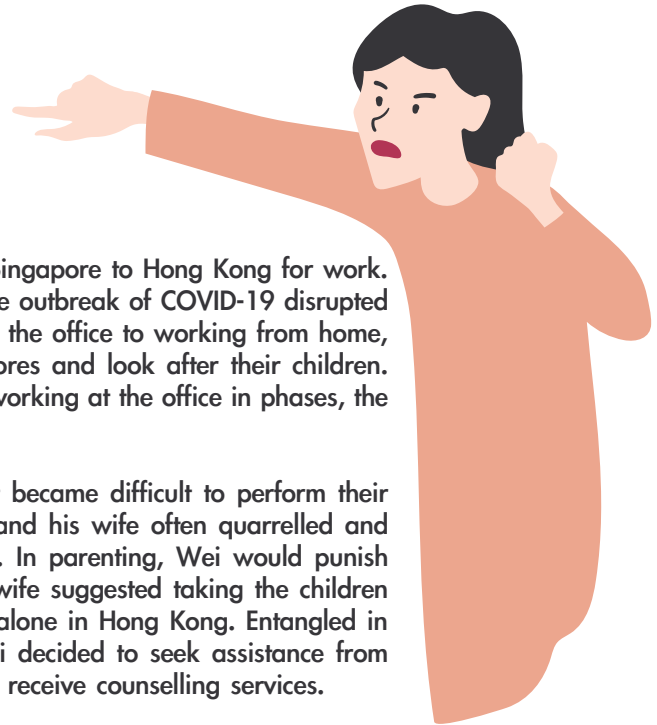 Singapore to Hong Kong for work.
e outbreak of COVID-19 disrupted
the office to working from home,
ores and look after their children.
working at the office in phases, the
became difficult to perform their
and his wife often quarrelled and
. In parenting, Wei would punish
wife suggested taking the children
alone in Hong Kong. Entangled in
i decided to seek assistance from
receive counselling services.